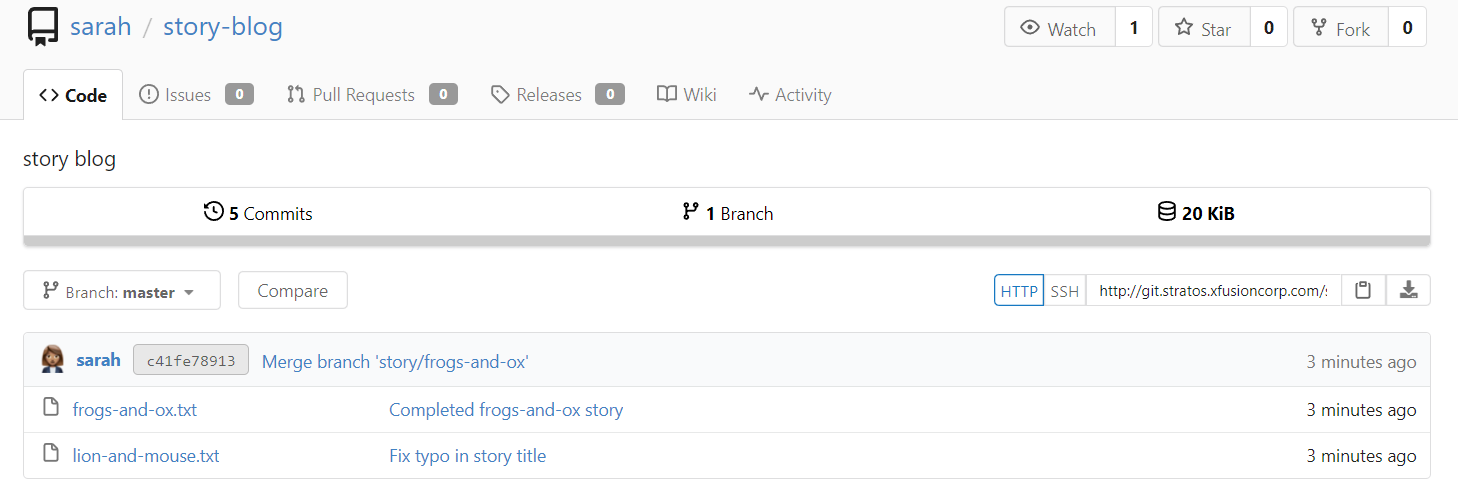 sarah / story-blog
Watch 1 Star 0 Fork 0
Code Issues 0 Pull Requests 0 Releases 0 Wiki Activity
story blog
5 Commits 1 Branch 20 KiB
Branch: master Compare HTTP SSH http://git.stratos.xfusioncorp.com/s
sarah c41fe78913 Merge branch 'story/frogs-and-ox' 3 minutes ago
frogs-and-ox.txt Completed frogs-and-ox story 3 minutes ago
lion-and-mouse.txt Fix typo in story title 3 minutes ago